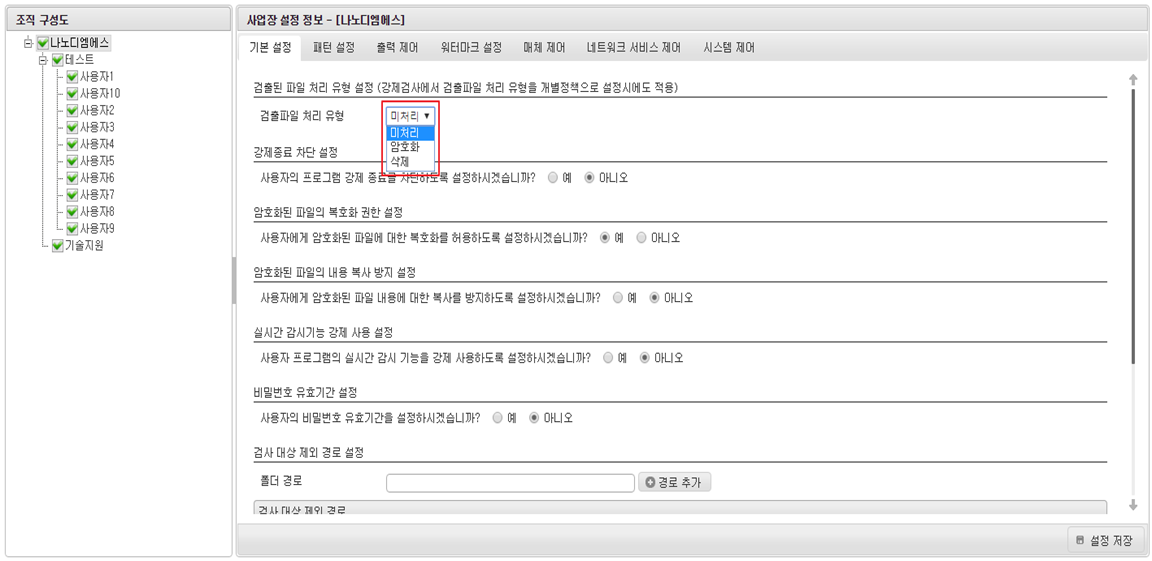 조직 구성도
나노디엠에스
테스트
사용자1
사용자10
사용자2
사용자3
사용자4
사용자5
사용자6
사용자7
사용자8
사용자9
기술지원
사업장 설정 정보 - [나노디엠에스]
기본 설정 패턴 설정 출력 제어 워터마크 설정 매체 제어 네트워크 서비스 제어 시스템 제어
검출된 파일 처리 유형 설정 (강제검사에서 검출파일 처리 유형을 개별정책으로 설정시에도 적용)
검출파일 처리 유형 미처리
미처리
암호화
삭제
강제종료 차단 설정
사용자의 프로그램 강제 종료를 차단하도록 설정하시겠습니까? 예 아니오
암호화된 파일의 복호화 권한 설정
사용자에게 암호화된 파일에 대한 복호화를 허용하도록 설정하시겠습니까? 예 아니오
암호화된 파일의 내용 복사 방지 설정
사용자에게 암호화된 파일 내용에 대한 복사를 방지하도록 설정하시겠습니까? 예 아니오
실시간 감시기능 강제 사용 설정
사용자 프로그램의 실시간 감시 기능을 강제 사용하도록 설정하시겠습니까? 예 아니오
비밀번호 유효기간 설정
사용자의 비밀번호 유효기간을 설정하시겠습니까? 예 아니오
검사 대상 제외 경로 설정
폴더 경로 경로 추가
검사 대상 제외 경로
설정 저장